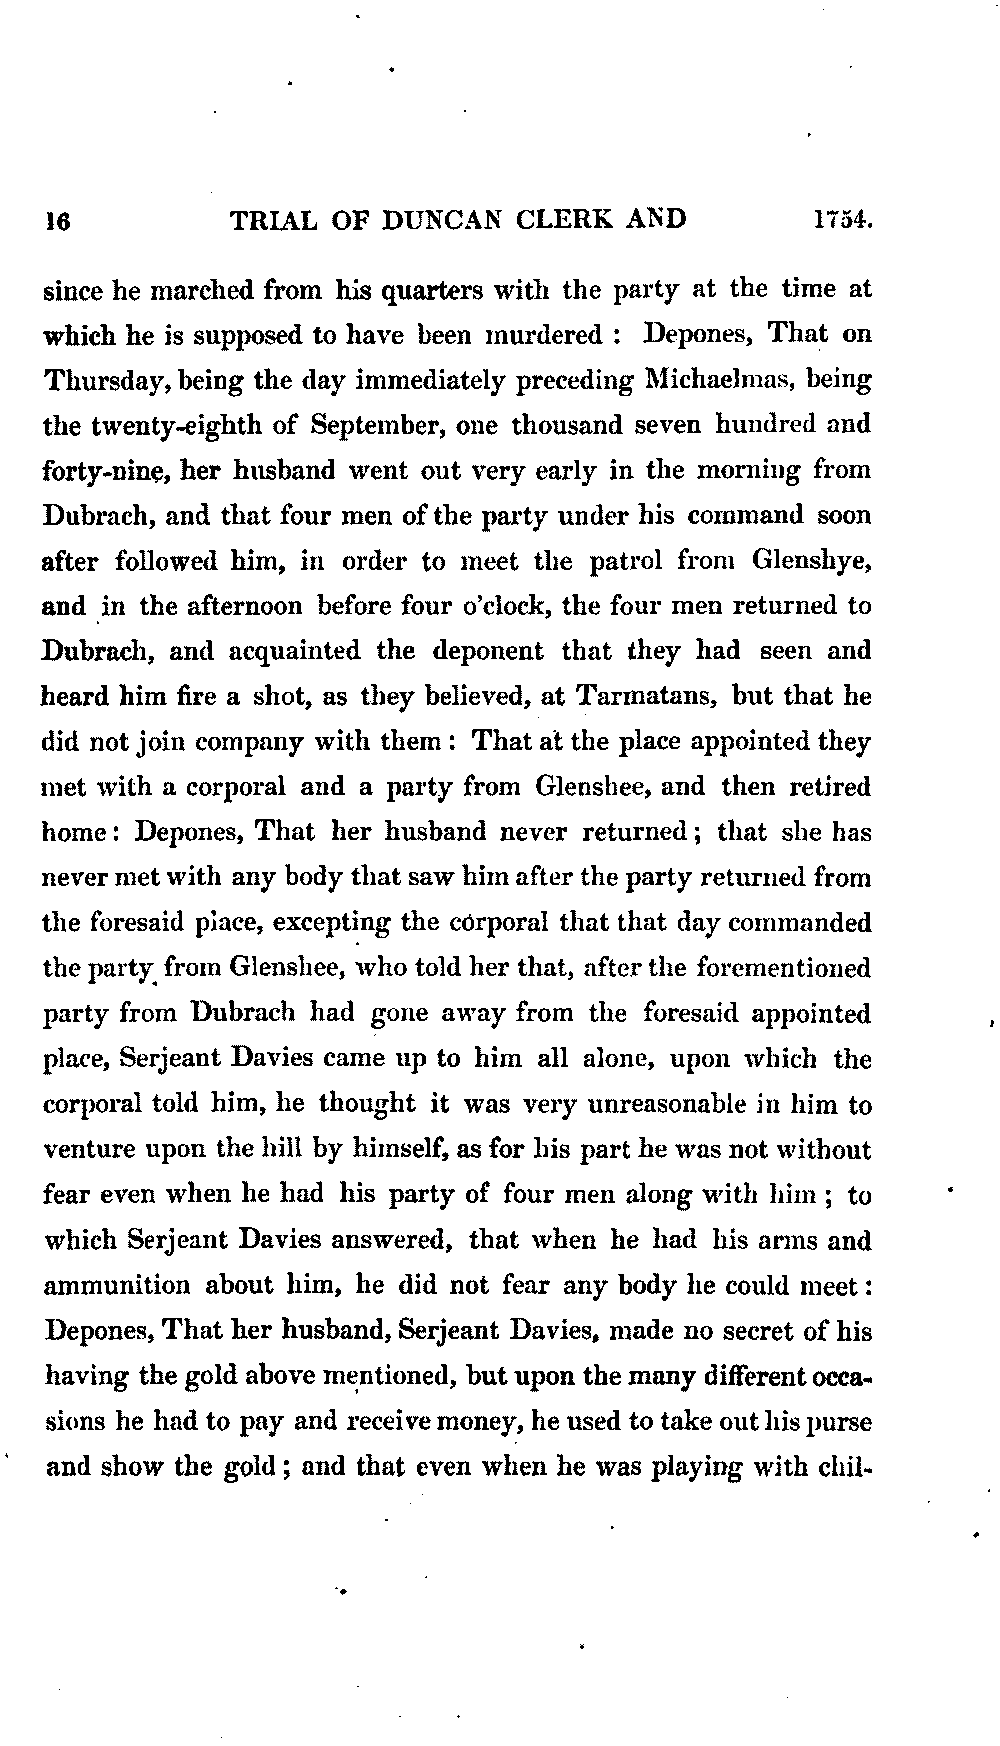 16 TRIAL OF DUNCAN CLERK AND 1754.
since he marched from his quarters with the party at the time at
which he is supposed to have been murdered : Depones, That on
Thursday, being the day immediately preceding Michaelmas, being
the twenty-eighth of September, one thousand seven hundred and
forty-nine, her husband went out very early in the morning from
Dubrach, and that four men of the party under his command soon
after followed him, in order to meet the patrol from Glenshye,
and in the afternoon before four o'clock, the four men returned to
Dubrach, and acquainted the deponent that they had seen and
heard him fire a shot, as they believed, at Tarmatans, but that he
did not join company with them : That at the place appointed they
met with a corporal and a party from Glenshee, and then retired
home : Depones, That her husband never returned ; that she has
never met with any body that saw him after the party returned from
the foresaid place, excepting the corporal that that day commanded
the party from Glenshee, who told her that, after the forementioned
party from Dubrach had gone away from the foresaid appointed
place, Serjeant Davies came up to him all alone, upon which the
corporal told him, he thought it was very unreasonable in him to
venture upon the hill by himself, as for his part he was not without
fear even when he had his party of four men along with him ; to
which Serjeant Davies answered, that when he had his arms and
ammunition about him, he did not fear any body he could meet :
Depones, That her husband, Serjeant Davies, made no secret of his
having the gold above mentioned, but upon the many different occa-
sions he had to pay and receive money, he used to take out his purse
and show the gold ; and that even when he was playing with chil-